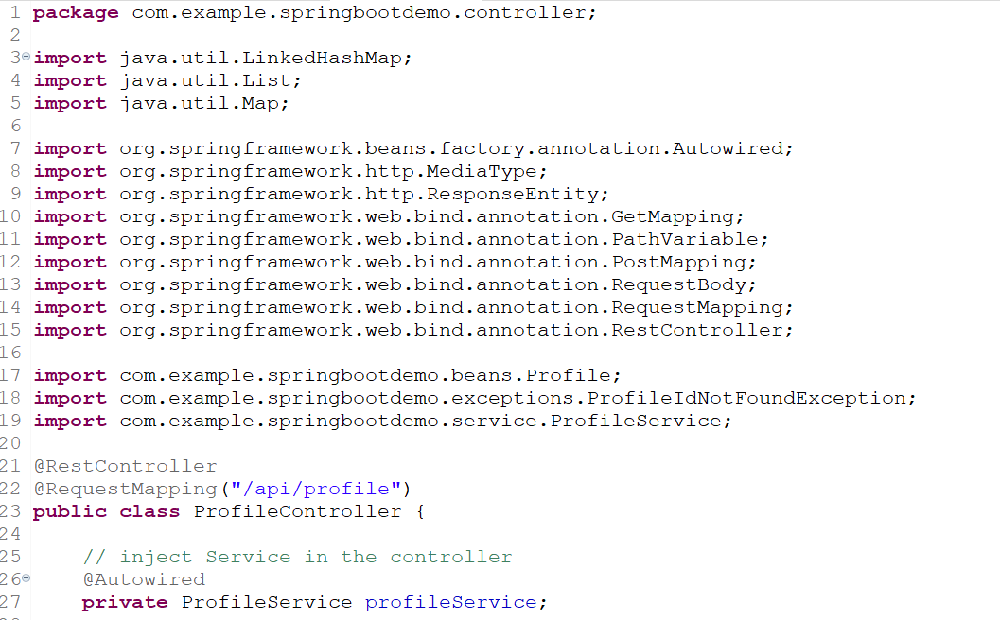 1 package com.example.springbootdemo.controller;
2
3 import java.util.LinkedHashMap;
4 import java.util.List;
5 import java.util.Map;
6
7 import org.springframework.beans.factory.annotation.Autowired;
8 import org.springframework.http.MediaType;
9 import org.springframework.http.ResponseEntity;
10 import org.springframework.web.bind.annotation.GetMapping;
11 import org.springframework.web.bind.annotation.PathVariable;
12 import org.springframework.web.bind.annotation.PostMapping;
13 import org.springframework.web.bind.annotation.RequestBody;
14 import org.springframework.web.bind.annotation.RequestMapping;
15 import org.springframework.web.bind.annotation.RestController;
16
17 import com.example.springbootdemo.beans.Profile;
18 import com.example.springbootdemo.exceptions.ProfileIdNotFoundException;
19 import com.example.springbootdemo.service.ProfileService;
20
21 @RestController
22 @RequestMapping("/api/profile")
23 public class ProfileController {
24
25     // inject Service in the controller
26     @Autowired
27     private ProfileService profileService;